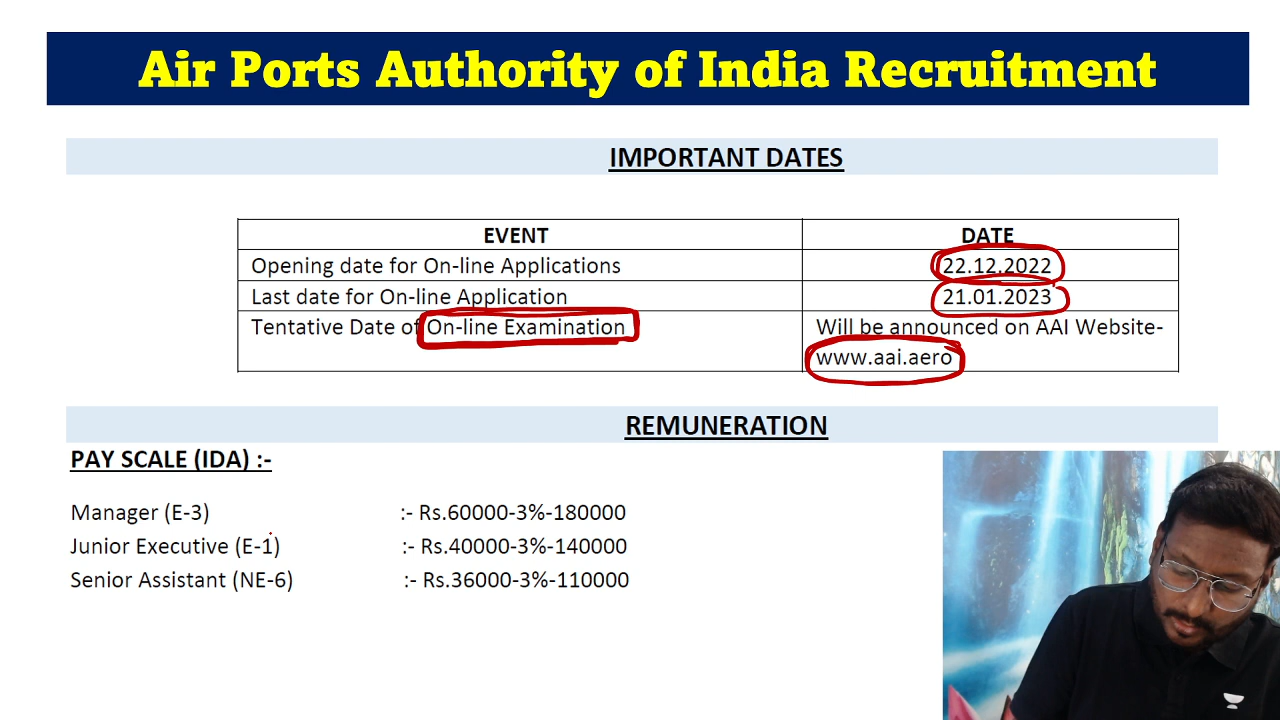 Air Ports Authority of India Recruitment
IMPORTANT DATES
EVENT DATE
Opening date for On-line Applications 22.12.2022
Last date for On-line Application 21.01.2023
Tentative Date of On-line Examination Will be announced on AAI Website-
www.aai.aero
REMUNERATION
PAY SCALE (IDA) :-
Manager (E-3) :- Rs.60000-3%-180000
Junior Executive (E-1) :- Rs.40000-3%-140000
Senior Assistant (NE-6) :- Rs.36000-3%-110000